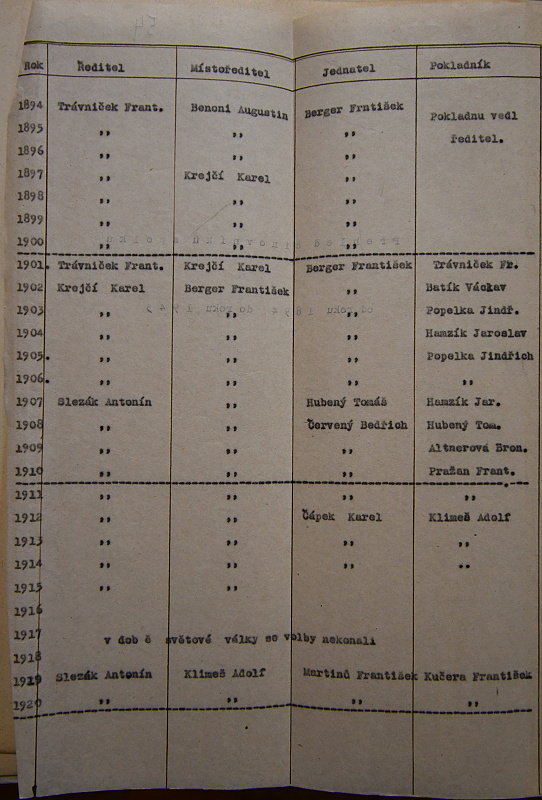 Rok Ředitel Místoředitel Jednatel Pokladník
1894 Trávníček Frant. Benoni Augustin Berger Frntišek Pokladnu vedl
1895 ,, ,, ,, ředitel.
1896 ,, ,, ,,
1897 ,, Krejčí Karel ,,
1898 ,, ,, ,,
1899 ,, ,, ,,
1900 ,, ,, ,,
1901. Trávníček Frant. Krejčí Karel Berger František Trávníček Fr.
1902 Krejčí Karel Berger František ,, Batík Václav
1903 ,, ,, ,, Popelka Jindř.
1904 ,, ,, ,, Hamzík Jaroslav
1905. ,, ,, ,, Popelka Jindřich
1906. ,, ,, ,, ,,
1907 Slezák Antonín ,, Hubený Tomáš Hamzík Jar.
1908 ,, ,, Červený Bedřich Hubený Tom.
1909 ,, ,, ,, Altnerová Bron.
1910 ,, ,, ,, Pražan Frant.
1911 ,, ,, ,, ,,
1912 ,, ,, Čápek Karel Klimeš Adolf
1913 ,, ,, ,, ,,
1914 ,, ,, ,, ,,
1915 ,, ,,
1916
1917 v dob ě světové války se volby nekonali
1918
1919 Slezák Antonín Klimeš Adolf Martinů František Kučera František
1920 ,, ,, ,, ,,